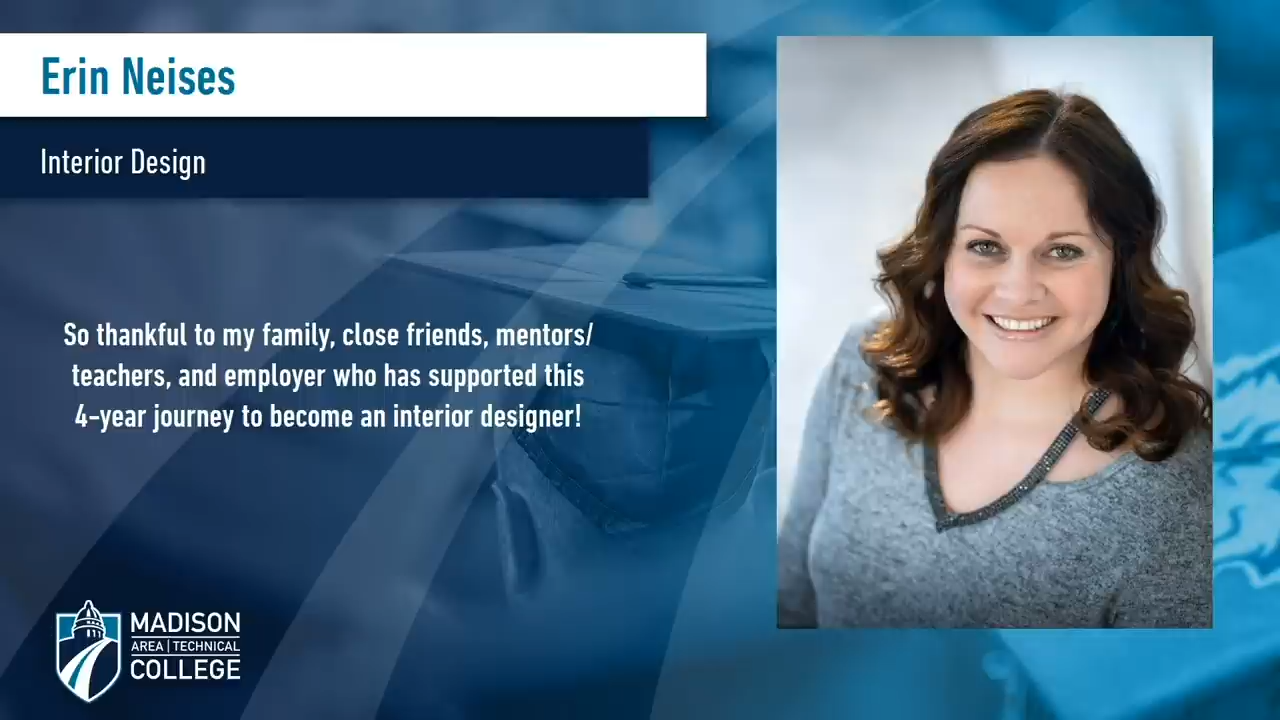 Erin Neises
Interior Design
So thankful to my family, close friends, mentors/
teachers, and employer who has supported this
4-year journey to become an interior designer!
MADISON
AREA | TECHNICAL
COLLEGE